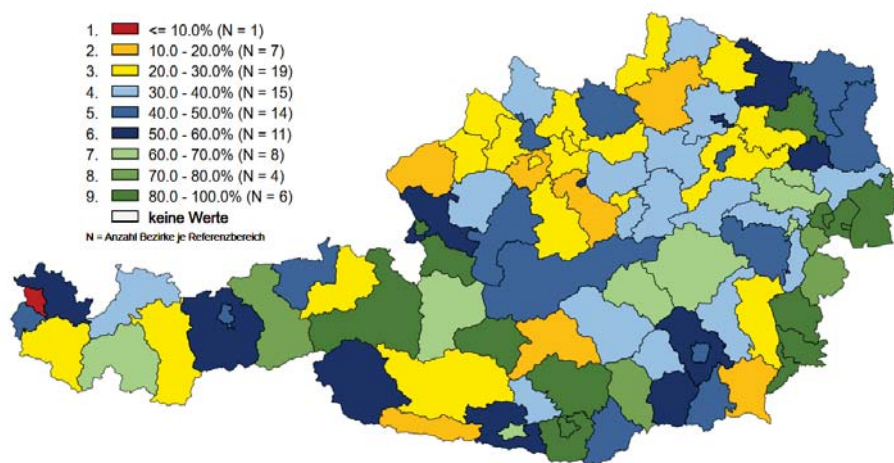 1. <= 10.0% (N = 1)
2. 10.0 - 20.0% (N = 7)
3. 20.0 - 30.0% (N = 19)
4. 30.0 - 40.0% (N = 15)
5. 40.0 - 50.0% (N = 14)
6. 50.0 - 60.0% (N = 11)
7. 60.0 - 70.0% (N = 8)
8. 70.0 - 80.0% (N = 4)
9. 80.0 - 100.0% (N = 6)
keine Werte
N = Anzahl Bezirke je Referenzbereich